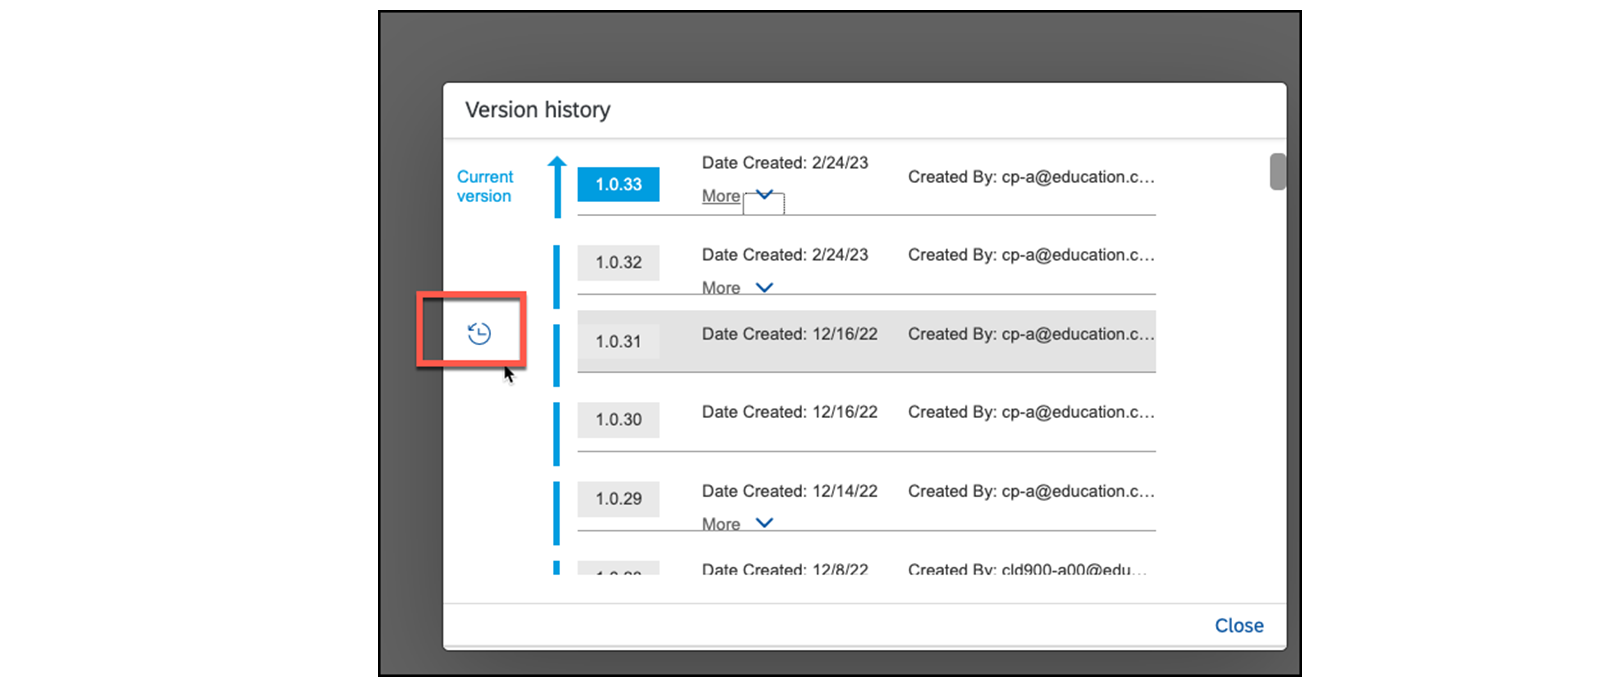 Version history
Current version
1.0.33
Date Created: 2/24/23
Created By: cp-a@education.c...
More
1.0.32
Date Created: 2/24/23
Created By: cp-a@education.c...
More
1.0.31
Date Created: 12/16/22
Created By: cp-a@education.c...
1.0.30
Date Created: 12/16/22
Created By: cp-a@education.c...
1.0.29
Date Created: 12/14/22
Created By: cp-a@education.c...
More
Date Created: 12/8/22
Created By: cld900-a00@edu...
Close